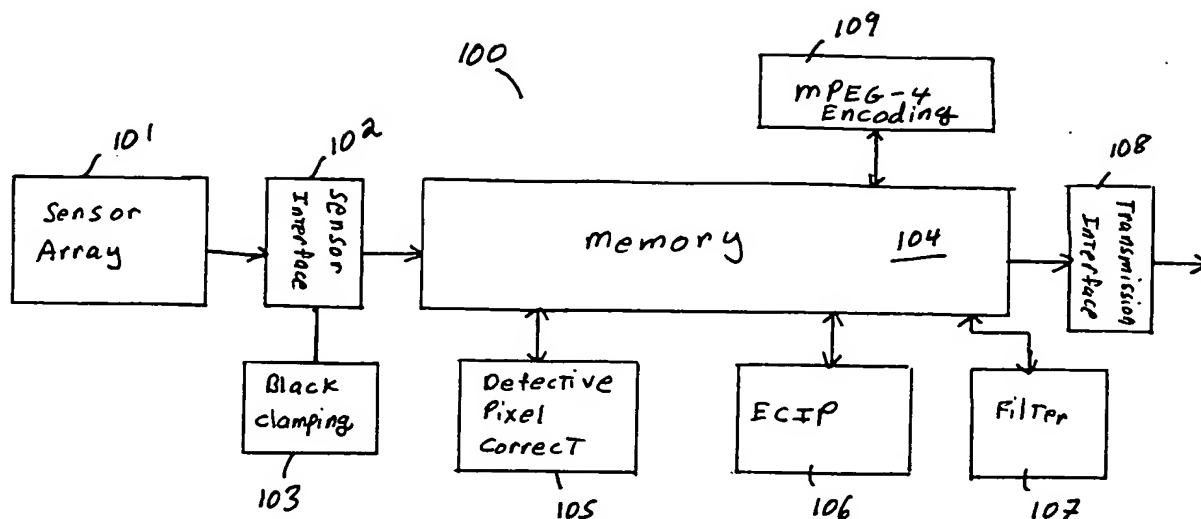 109
100
mPEG-4
Encoding
101
102
108
Sensor
Array
Sensor
Interface
memory
104
Transmission
Interface
Black
clamping
Defective
Pixel
CorrecT
ECIP
FilTer
103
105
106
107